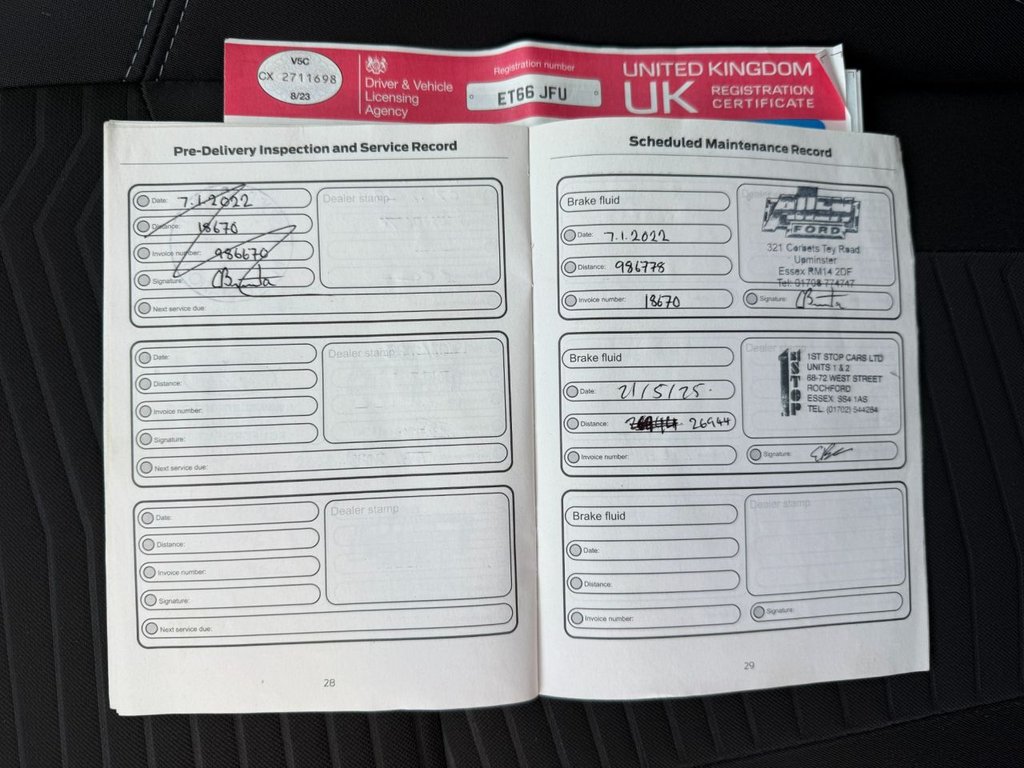 V5C
CX 2711698
8/23
Driver & Vehicle
Licensing
Agency
Registration number
ET66 JFU
UNITED KINGDOM
UK REGISTRATION
CERTIFICATE
Pre-Delivery Inspection and Service Record
Date: 7.1.2022
Distance: 18670
Invoice number: 986670
Signature:
Next service due:
Dealer stamp
Date:
Distance:
Invoice number:
Signature:
Next service due:
Dealer stamp
Date:
Distance:
Invoice number:
Signature:
Next service due:
Dealer stamp
28
Scheduled Maintenance Record
Brake fluid
Date: 7.1.2022
Distance: 986778
Invoice number: 18670
FORD
321 Corbets Tey Road
Upminster
Essex RM14 2DF
Tel: 01708 774747
Signature:
Brake fluid
Date: 21/5/25.
Distance: 26944
Invoice number:
Dealer
1ST STOP
1ST STOP CARS LTD
UNITS 1 & 2
68-72 WEST STREET
ROCHFORD
ESSEX. SS4 1AS
TEL: (01702) 544284
Signature:
Brake fluid
Date:
Distance:
Invoice number:
Dealer stamp
Signature:
29